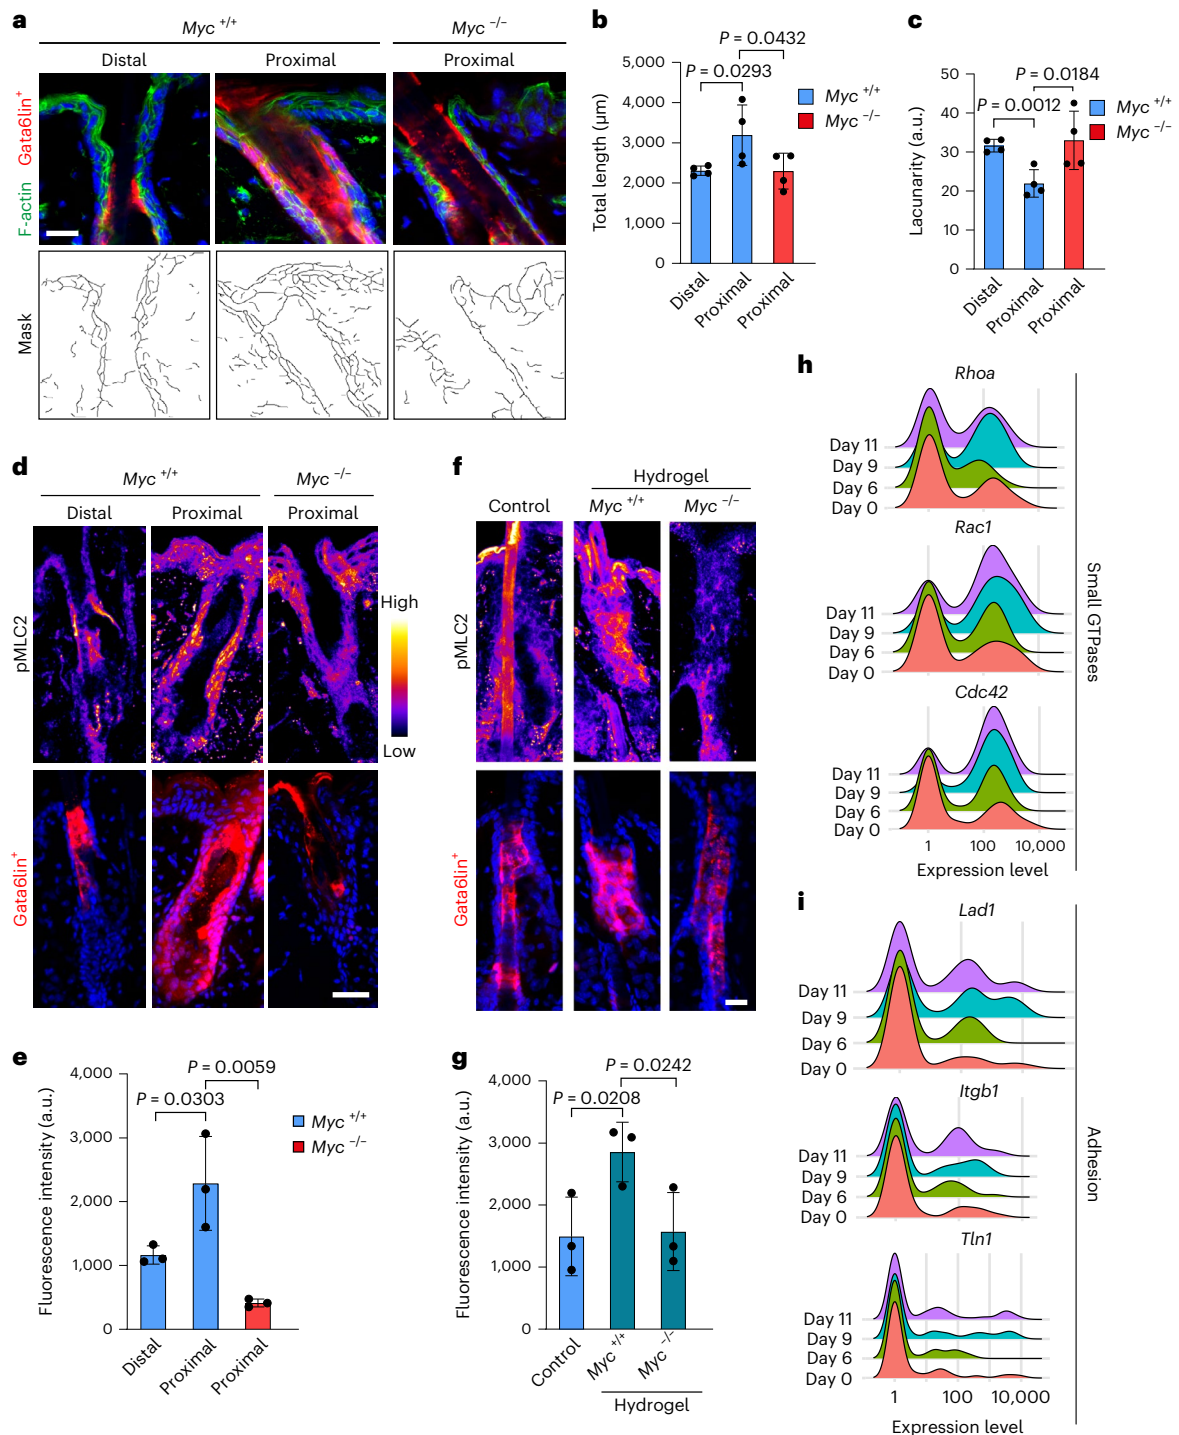 a
Myc +/+
Myc −/−
Distal
Proximal
Proximal
F-actin Gata6lin+
Mask
b
P = 0.0432
P = 0.0293
5,000
4,000
3,000
2,000
1,000
0
Total length (µm)
Distal
Proximal
Proximal
Myc +/+
Myc −/−
c
P = 0.0184
P = 0.0012
50
40
30
20
10
0
Lacunarity (a.u.)
Distal
Proximal
Proximal
Myc +/+
Myc −/−
d
Myc +/+
Myc −/−
Distal
Proximal
Proximal
pMLC2
Gata6lin+
High
Low
e
P = 0.0059
P = 0.0303
4,000
3,000
2,000
1,000
0
Fluorescence intensity (a.u.)
Distal
Proximal
Proximal
Myc +/+
Myc −/−
f
Hydrogel
Control
Myc +/+
Myc −/−
pMLC2
Gata6lin+
g
P = 0.0242
P = 0.0208
4,000
3,000
2,000
1,000
0
Fluorescence intensity (a.u.)
Control
Myc +/+
Myc −/−
Hydrogel
h
Rhoa
Day 11
Day 9
Day 6
Day 0
Rac1
Day 11
Day 9
Day 6
Day 0
Cdc42
Day 11
Day 9
Day 6
Day 0
1 100 10,000
Expression level
Small GTPases
i
Lad1
Day 11
Day 9
Day 6
Day 0
Itgb1
Day 11
Day 9
Day 6
Day 0
Tln1
Day 11
Day 9
Day 6
Day 0
1 100 10,000
Expression level
Adhesion